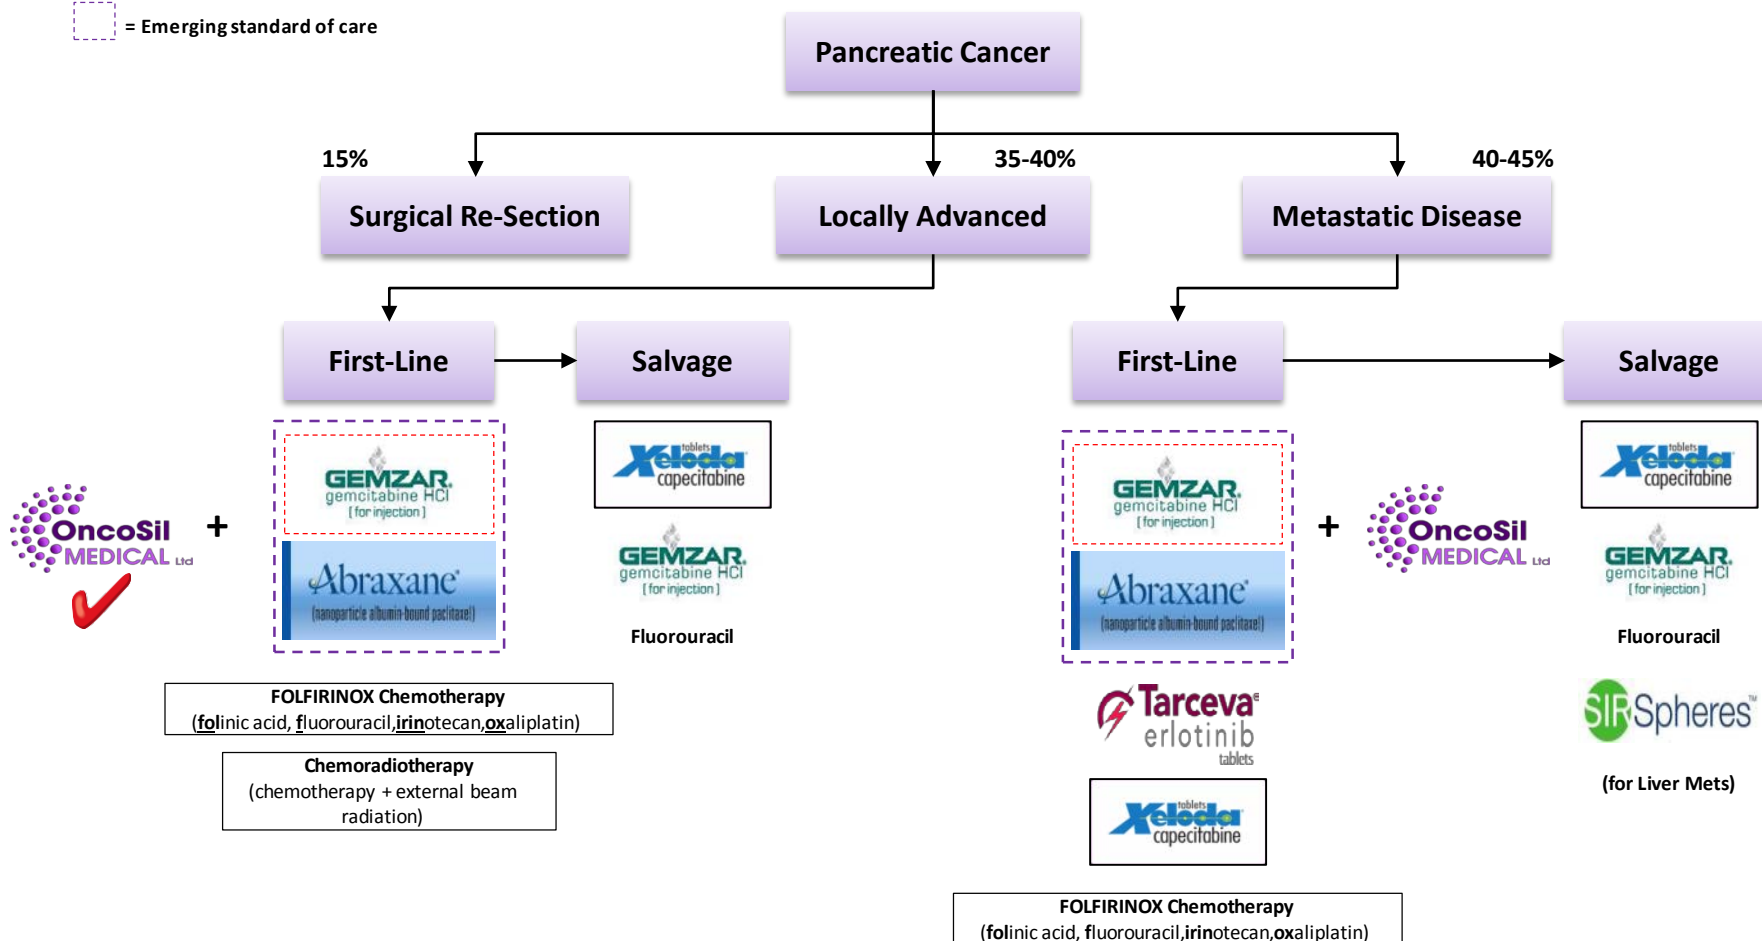 = Emerging standard of care
Pancreatic Cancer
15%
35-40%
40-45%
Surgical Re-Section
Locally Advanced
Metastatic Disease
First-Line
Salvage
First-Line
Salvage
OncoSil
MEDICAL Ltd
+
GEMZAR®
gemcitabine HCl
[for injection]
Abraxane®
(nanoparticle albumin-bound paclitaxel)
tablets
Xeloda
capecitabine
GEMZAR®
gemcitabine HCl
[for injection]
Fluorouracil
FOLFIRINOX Chemotherapy
(folinic acid, fluorouracil,irinotecan,oxaliplatin)
Chemoradiotherapy
(chemotherapy + external beam
radiation)
GEMZAR®
gemcitabine HCl
[for injection]
Abraxane®
(nanoparticle albumin-bound paclitaxel)
+
OncoSil
MEDICAL Ltd
Tarceva®
erlotinib
tablets
tablets
Xeloda
capecitabine
FOLFIRINOX Chemotherapy
(folinic acid, fluorouracil,irinotecan,oxaliplatin)
tablets
Xeloda
capecitabine
GEMZAR®
gemcitabine HCl
[for injection]
Fluorouracil
SIRSpheres™
(for Liver Mets)